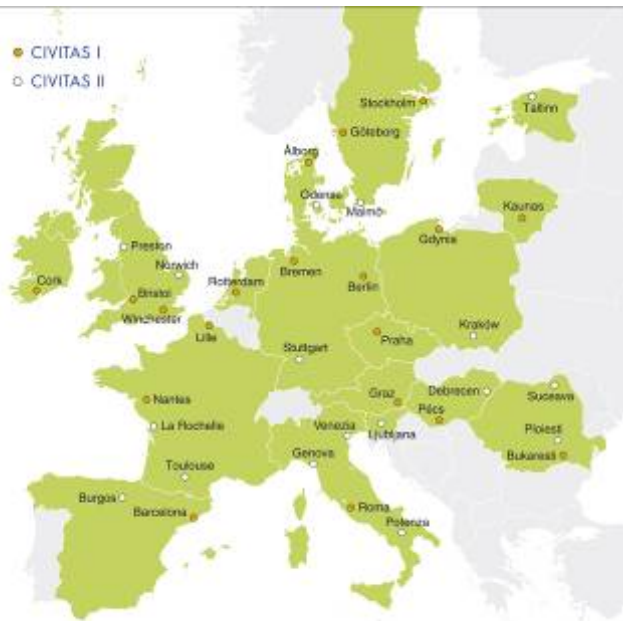 CIVITAS I
CIVITAS II
Stockholm
Tallinn
Göteborg
Ålborg
Odense
Malmö
Kaunas
Gdynia
Preston
Norwich
Rotterdam
Bremen
Berlin
Cork
Bristol
Winchester
Lille
Praha
Kraków
Stuttgart
Nantes
Graz
Debrecen
Suceava
Pécs
La Rochelle
Venezia
Ljubljana
Ploiesti
Genova
Bukarest
Toulouse
Burgos
Barcelona
Roma
Potenza